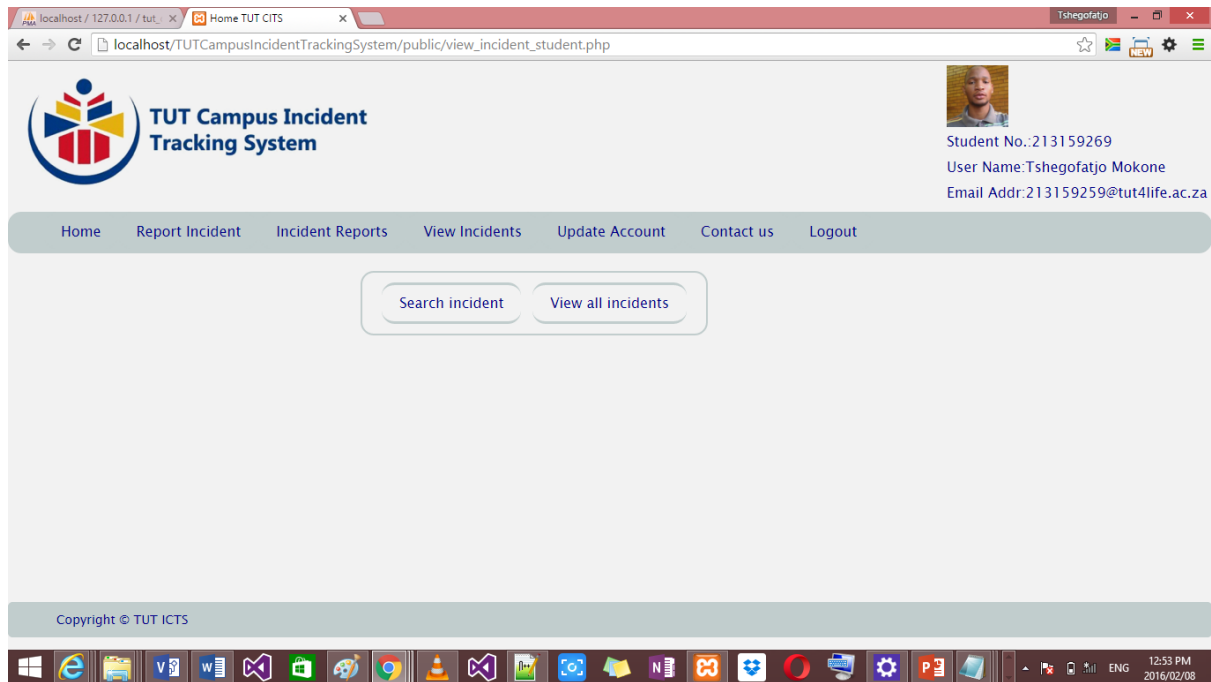 localhost / 127.0.0.1 / tut_
Home TUT CITS
Tshegofatjo
localhost/TUTCampusIncidentTrackingSystem/public/view_incident_student.php
NEW
TUT Campus Incident
Tracking System
Student No.:213159269
User Name:Tshegofatjo Mokone
Email Addr:213159259@tut4life.ac.za
Home Report Incident Incident Reports View Incidents Update Account Contact us Logout
Search incident View all incidents
Copyright © TUT ICTS
ENG
12:53 PM
2016/02/08